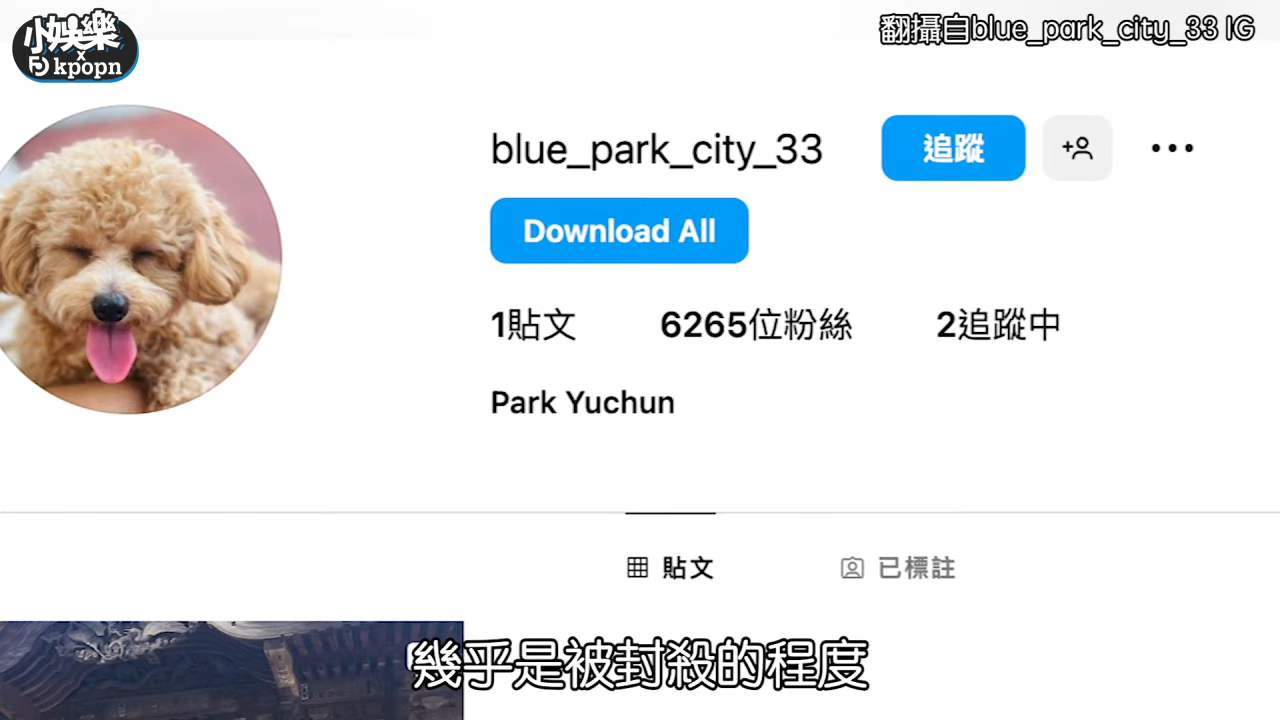 小娛樂
x
kpopn
翻攝自blue_park_city_33 IG
blue_park_city_33
追蹤
Download All
1貼文
6265位粉絲
2追蹤中
Park Yuchun
貼文
已標註
幾乎是被封殺的程度